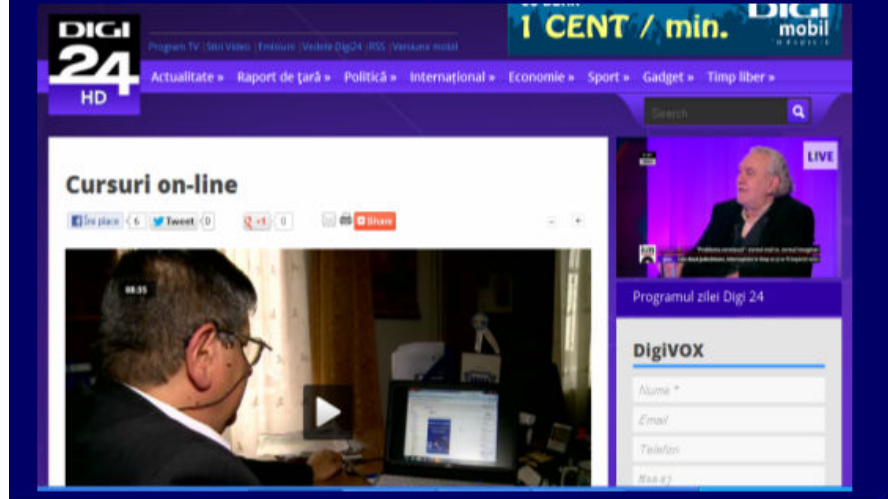 1 CENT / min.
DIGI
mobil
DIGI
24
HD
Program TV | Stiri Video | Emisiuni | Vedete Digi24 | RSS | Versiune mobil
Actualitate » Raport de ţară » Politică » Internaţional » Economie » Sport » Gadget » Timp liber »
Search
LIVE
Cursuri on-line
Îmi place 6 Tweet 0 +1 0 Share - +
08:35
Programul zilei Digi 24
DigiVOX
Nume *
Email
Telefon